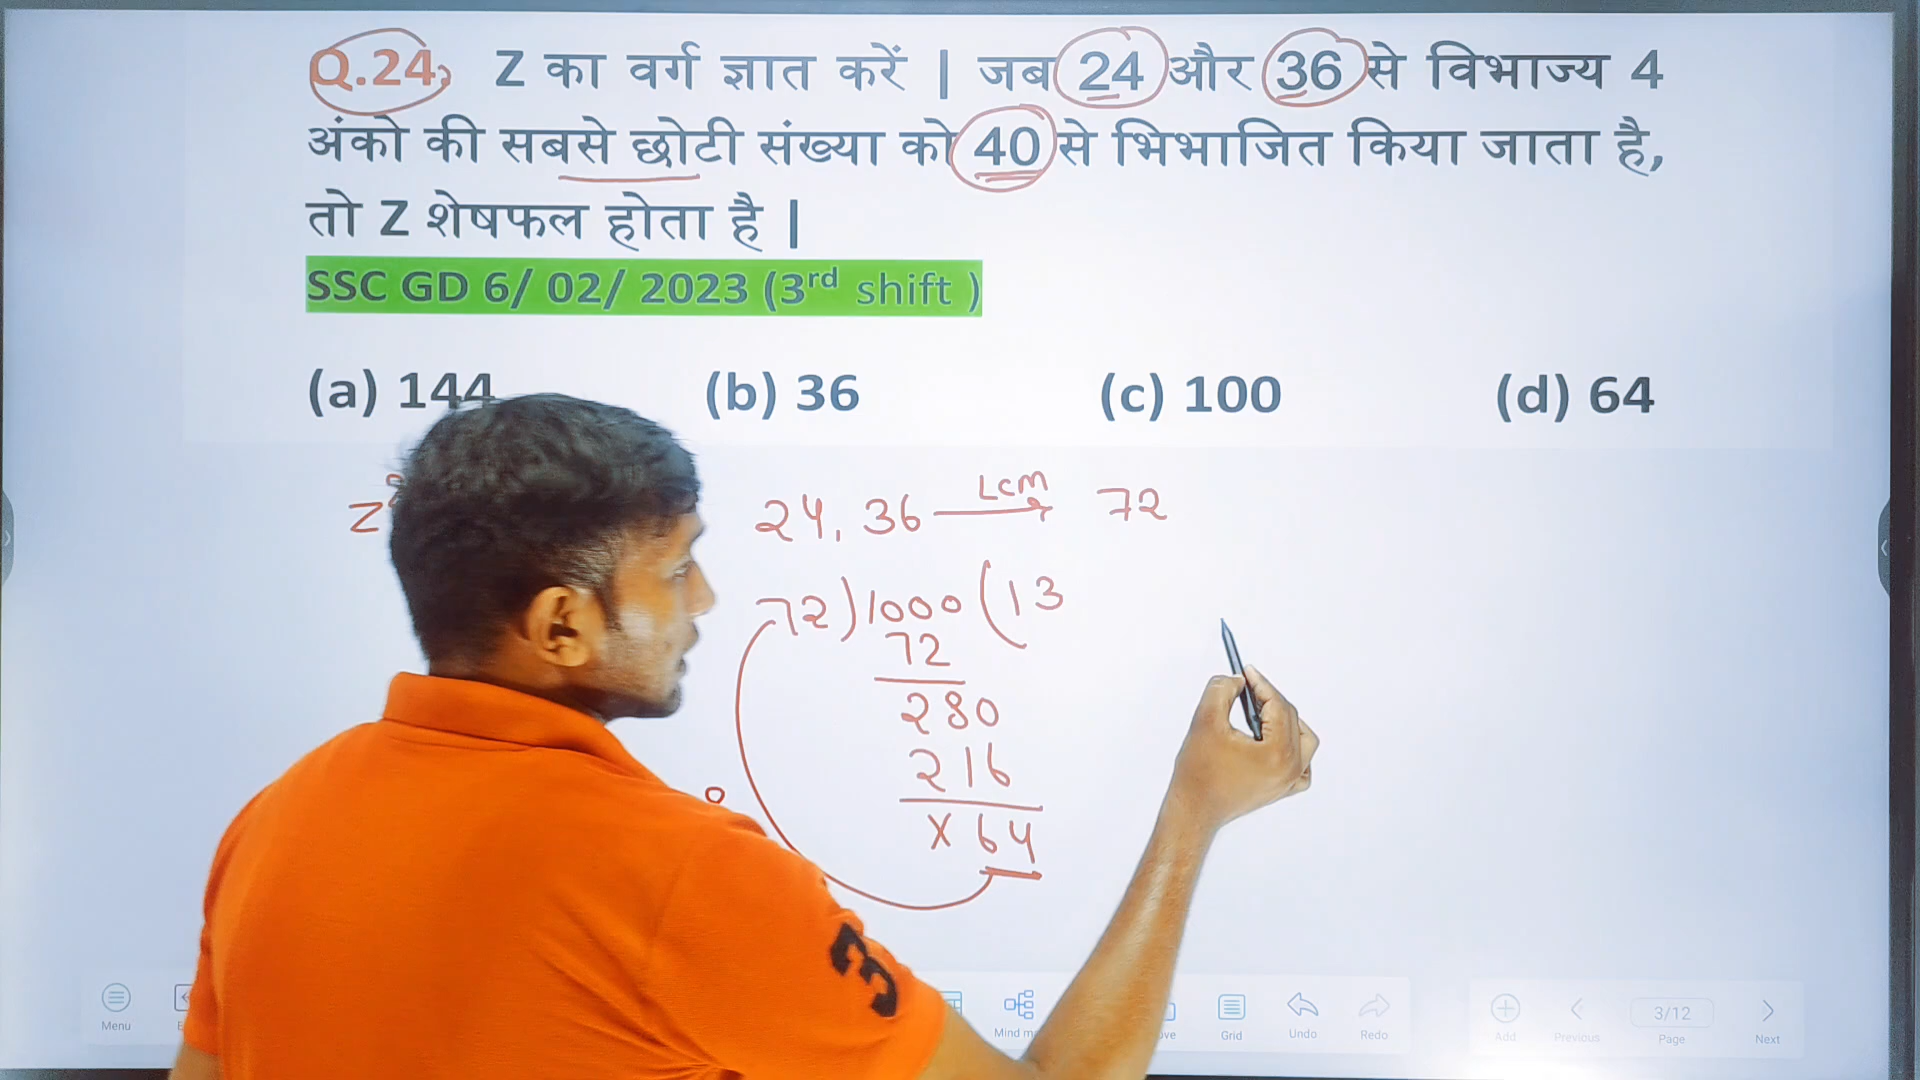 Q.24, Z का वर्ग ज्ञात करें | जब 24 और 36 से विभाज्य 4
अंको की सबसे छोटी संख्या को 40 से भिभाजित किया जाता है,
तो Z शेषफल होता है |
SSC GD 6/ 02/ 2023 (3rd shift )
(a) 144 (b) 36 (c) 100 (d) 64
Z
24, 36 LCM 72
72)1000(13
72
280
216
x64
3
Menu Grid Undo Redo Add Previous 3/12 Page Next